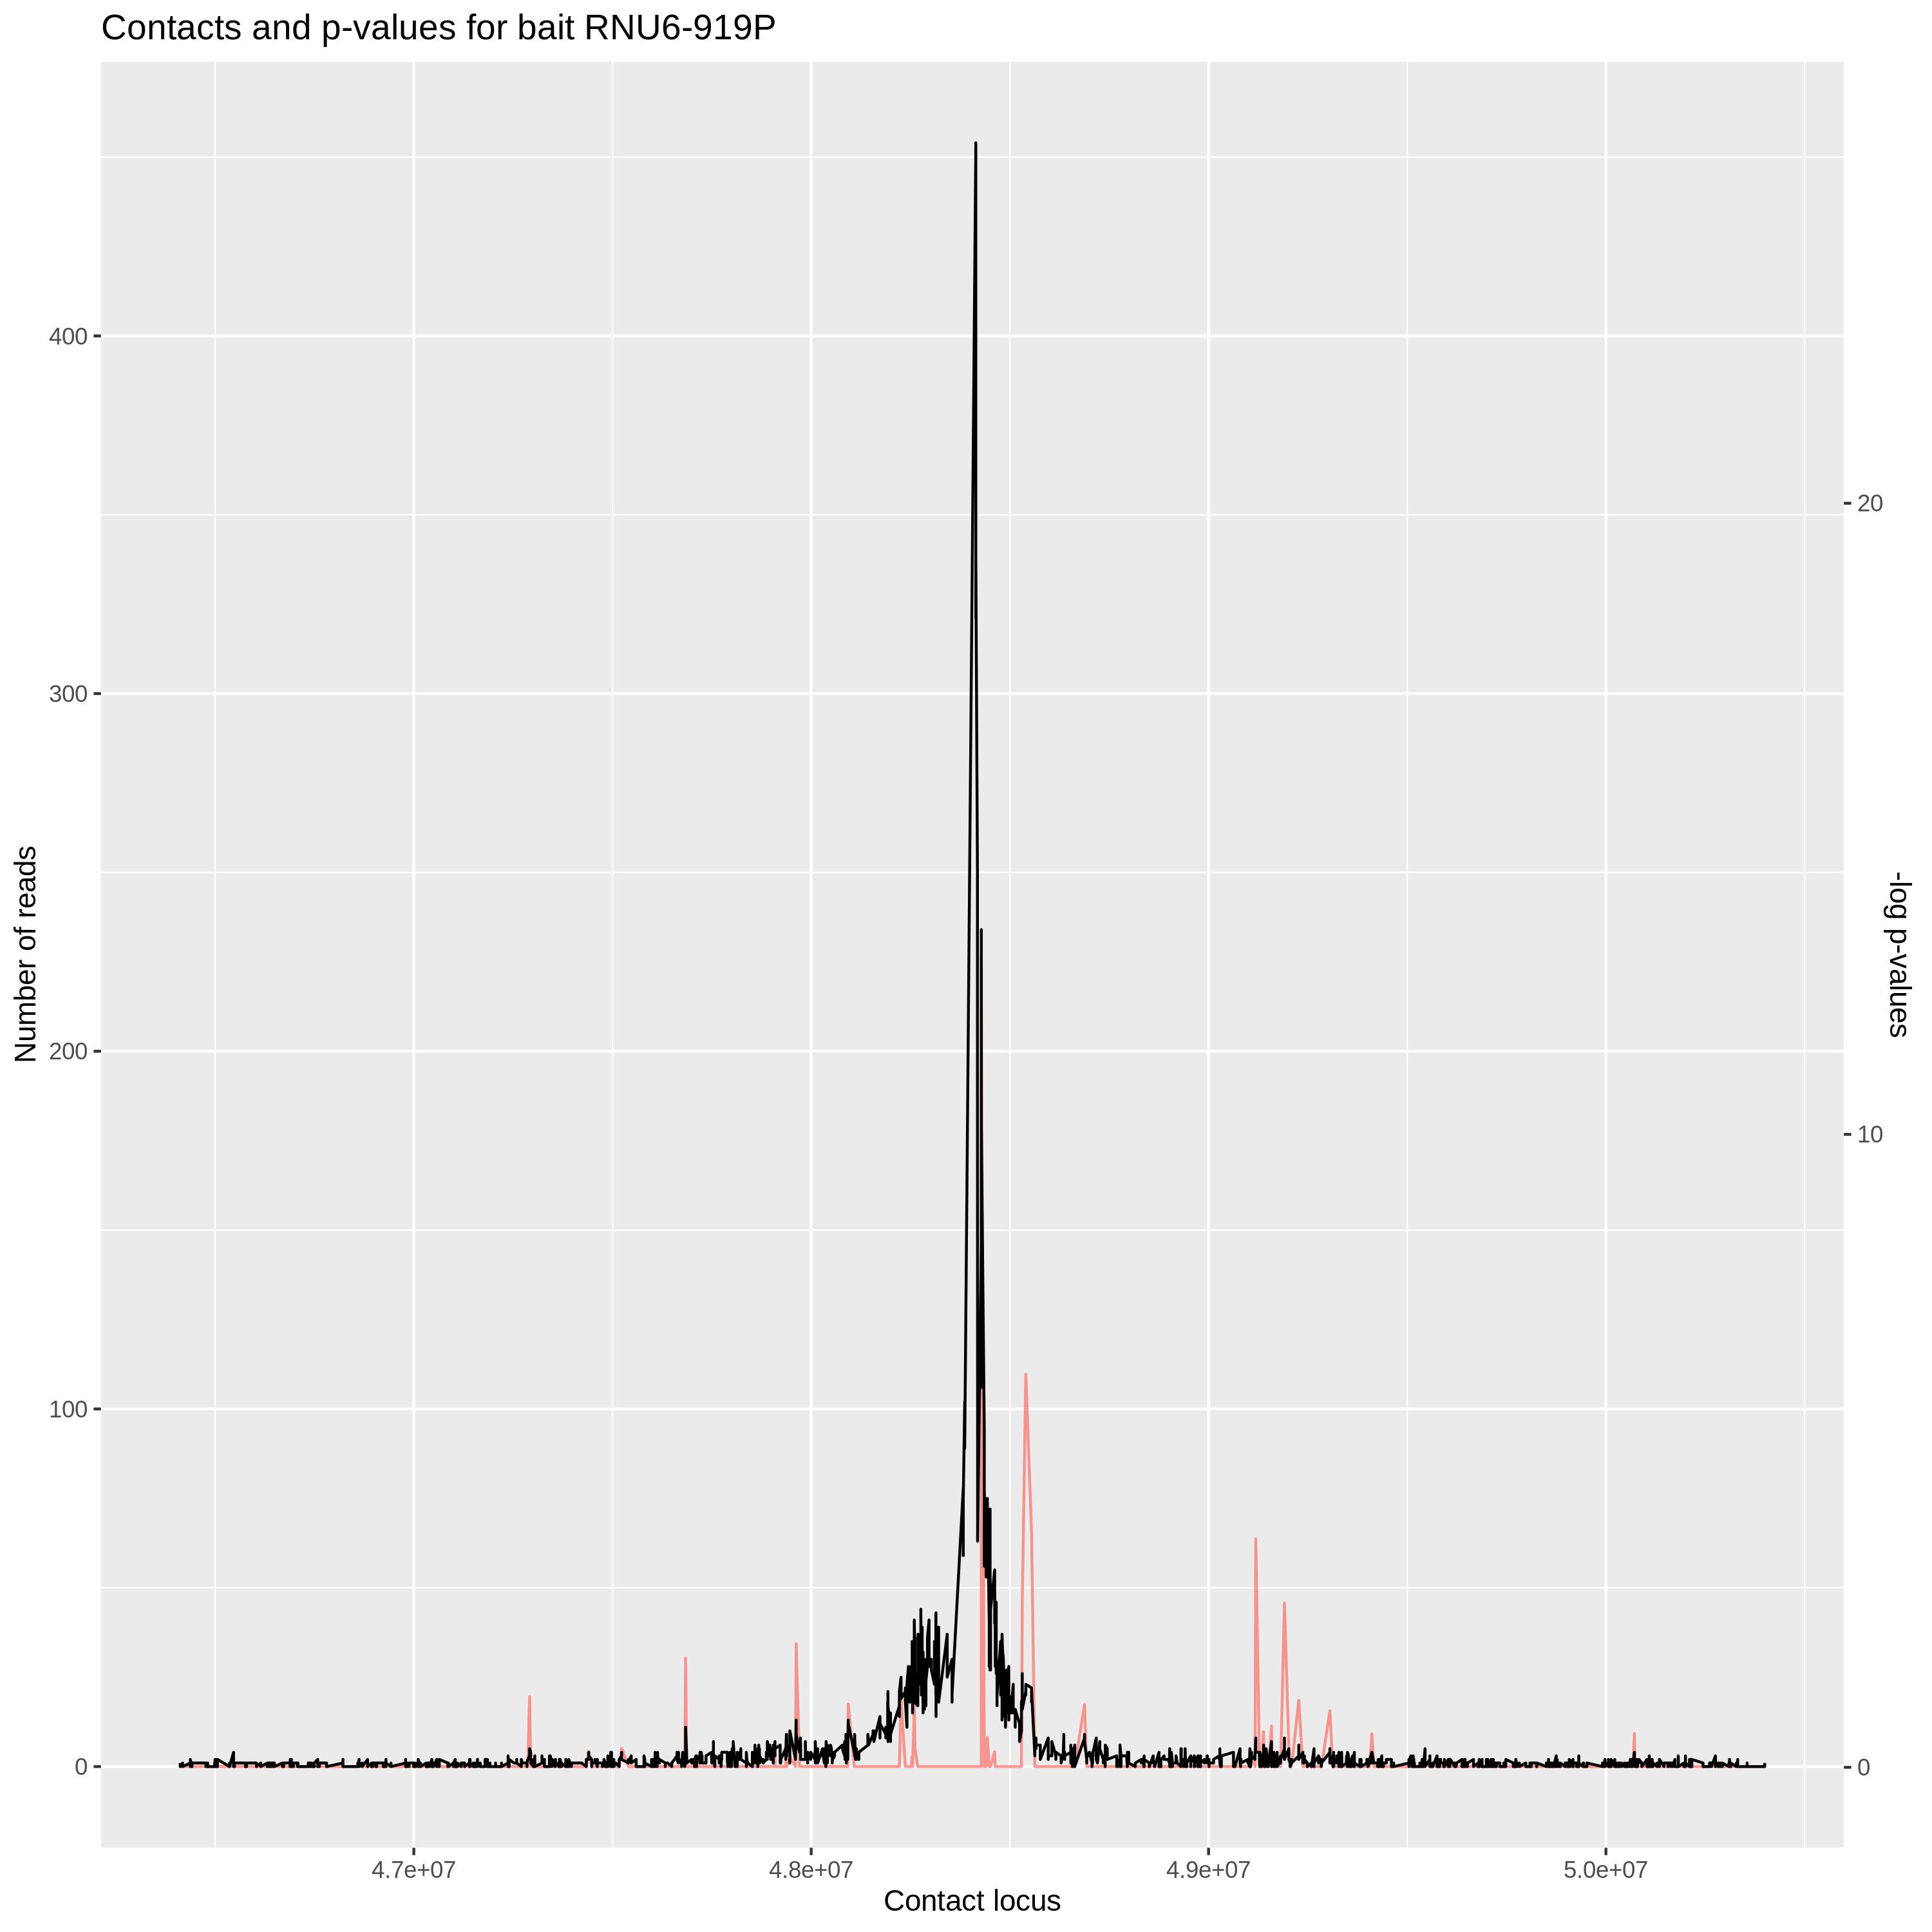 Contacts and p-values for bait RNU6-919P
Number of reads
400
300
200
100
0
20
10
0
-log p-values
4.7e+07 4.8e+07 4.9e+07 5.0e+07
Contact locus